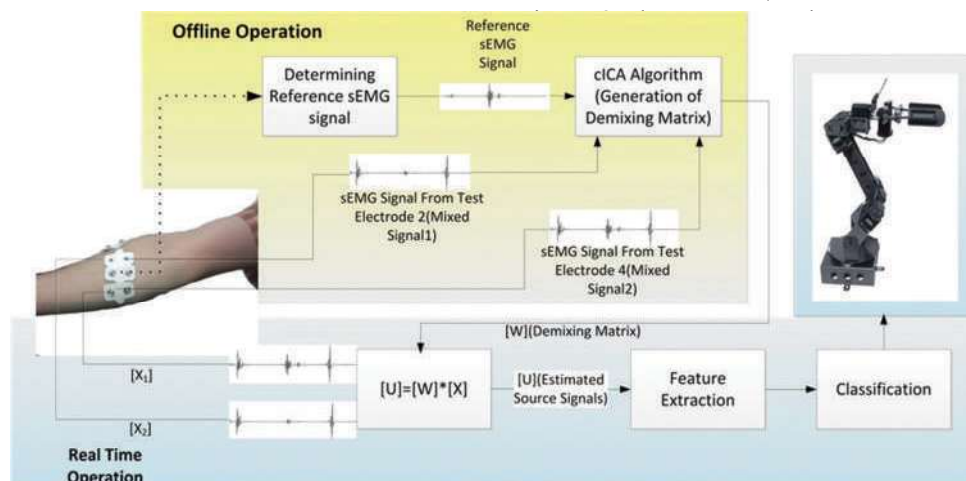 Offline Operation
Reference
sEMG
Signal
Determining
Reference sEMG
signal
cICA Algorithm
(Generation of
Demixing Matrix)
sEMG Signal From Test
Electrode 2(Mixed
Signal1)
sEMG Signal From Test
Electrode 4(Mixed
Signal2)
[W](Demixing Matrix)
[X₁]
[U]=[W]*[X]
[U](Estimated
Source Signals)
Feature
Extraction
Classification
[X₂]
Real Time
Operation